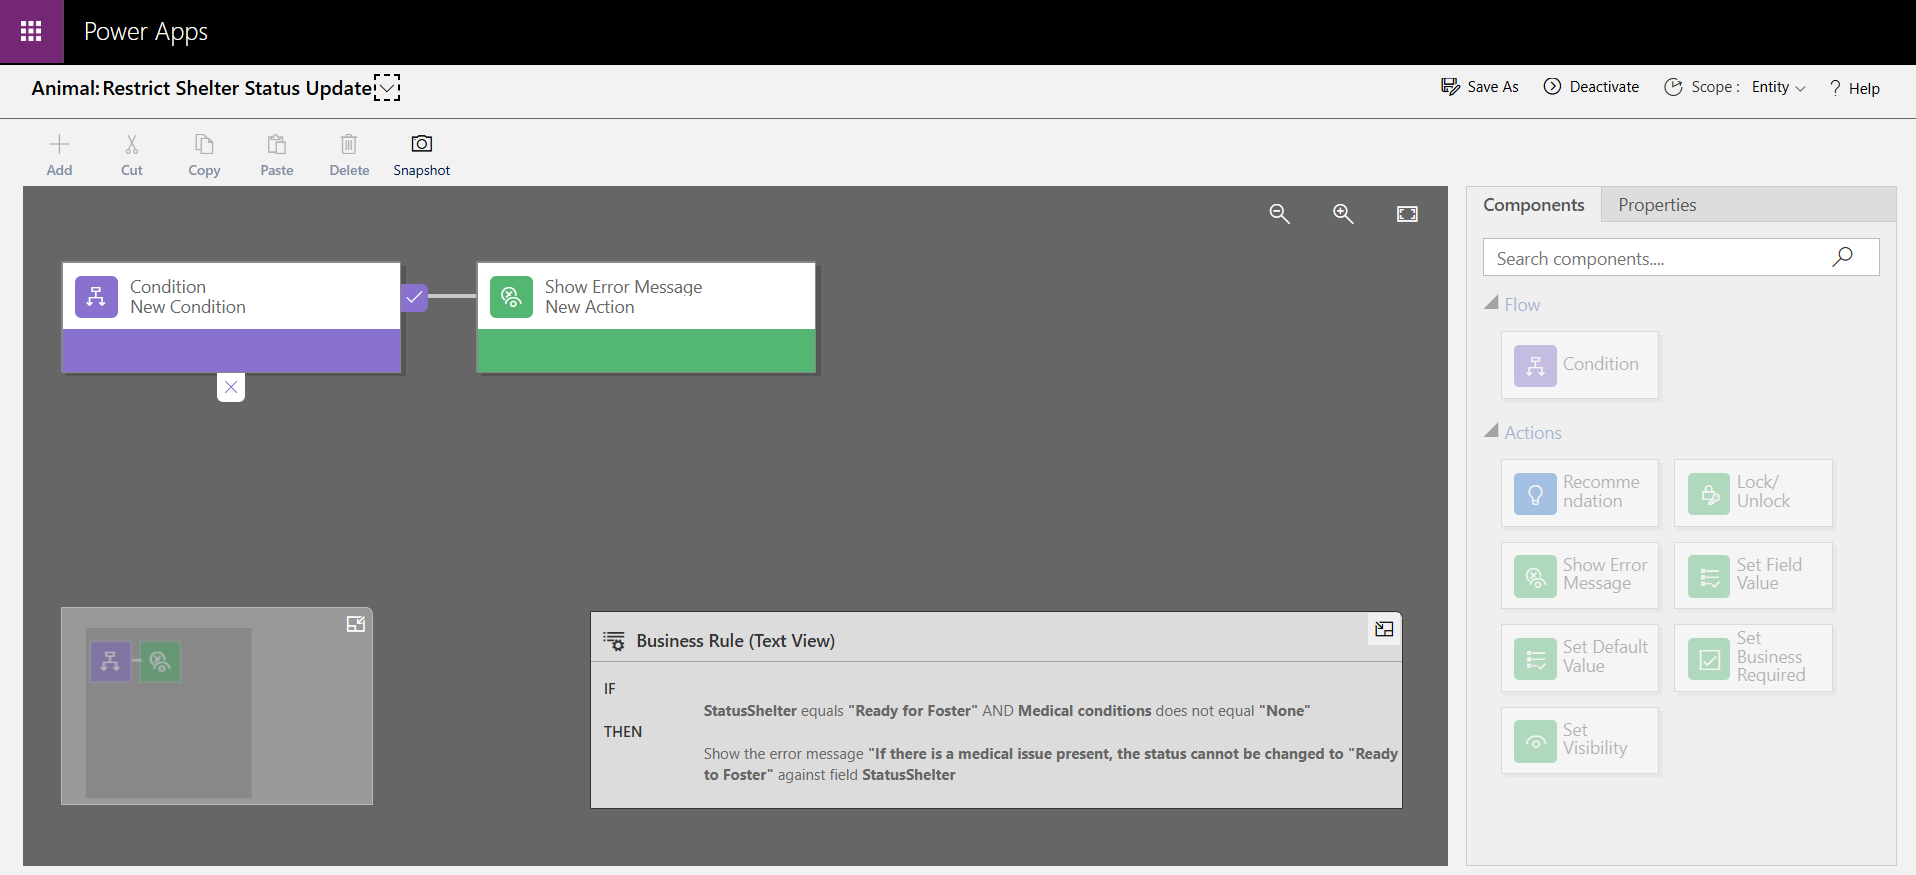 Power Apps
Animal: Restrict Shelter Status Update
Save As
Deactivate
Scope : Entity
? Help
Add
Cut
Copy
Paste
Delete
Snapshot
Components
Properties
Search components....
Condition
New Condition
Show Error Message
New Action
Flow
Condition
Actions
Recomme
ndation
Lock/
Unlock
Show Error
Message
Set Field
Value
Set Default
Value
Set
Business
Required
Set
Visibility
Business Rule (Text View)
IF
StatusShelter equals "Ready for Foster" AND Medical conditions does not equal "None"
THEN
Show the error message "If there is a medical issue present, the status cannot be changed to "Ready
to Foster" against field StatusShelter